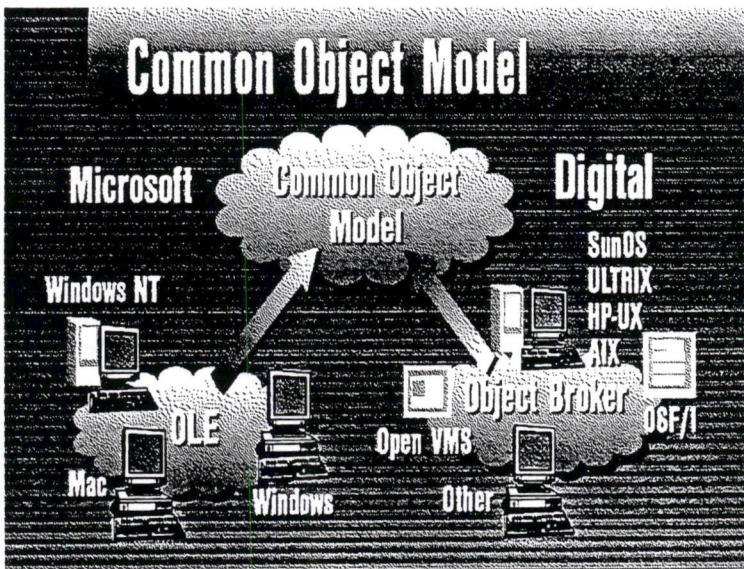 Common Object Model
Microsoft
Common Object
Model
Digital
SunOS
ULTRIX
HP-UX
AIX
Windows NT
OLE
Mac
Windows
Object Broker
Open VMS
OSF/1
Other